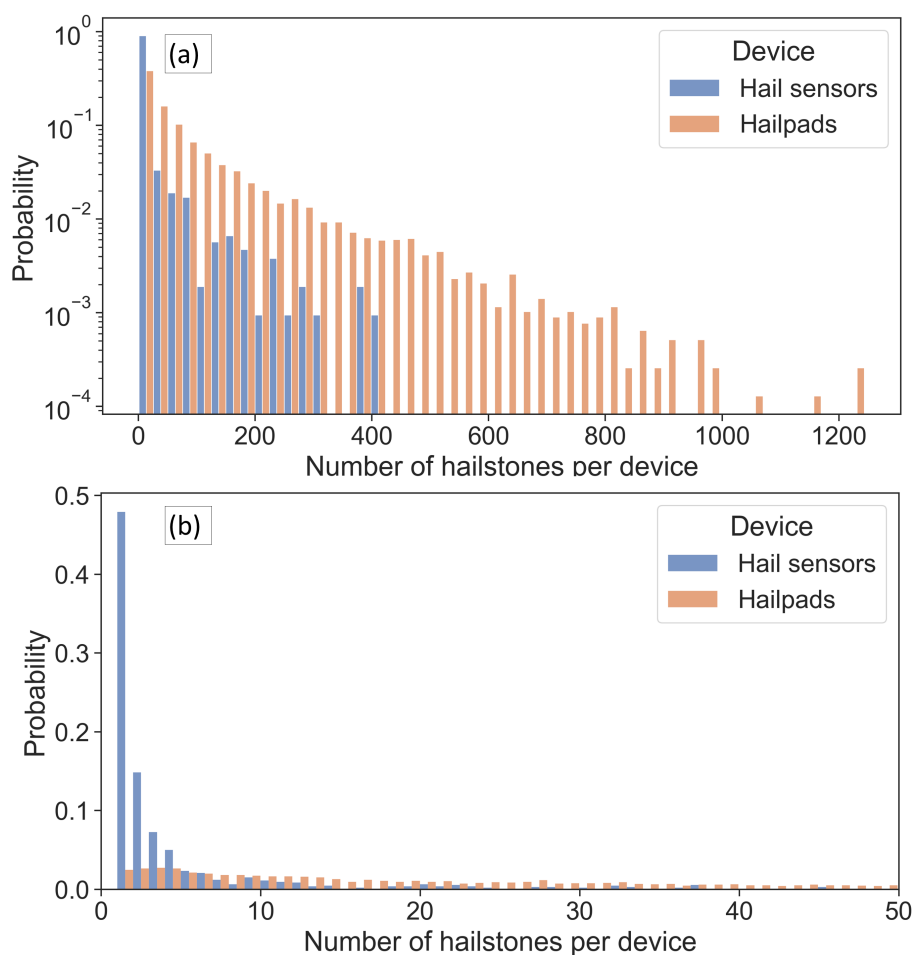 (a)
Device
Hail sensors
Hailpads
Probability
10^0
10^−1
10^−2
10^−3
10^−4
0 200 400 600 800 1000 1200
Number of hailstones per device
(b)
Device
Hail sensors
Hailpads
Probability
0.5
0.4
0.3
0.2
0.1
0.0
0 10 20 30 40 50
Number of hailstones per device